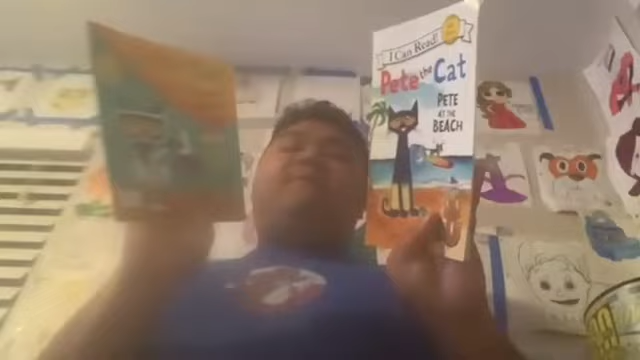 I Can Read!
Pete the Cat
PETE
AT THE
BEACH